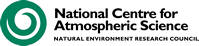 National Centre for
Atmospheric Science
NATURAL ENVIRONMENT RESEARCH COUNCIL